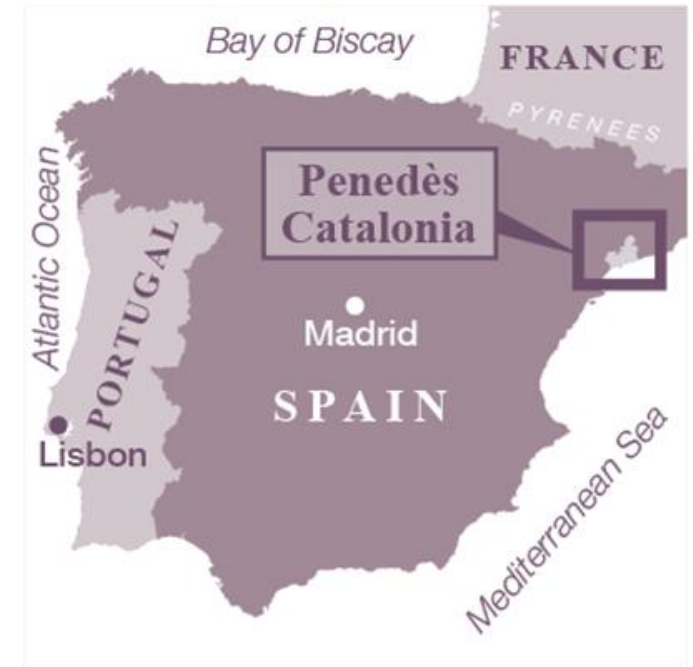 Bay of Biscay
FRANCE
PYRENEES
Penedès
Catalonia
Atlantic Ocean
PORTUGAL
Madrid
SPAIN
Lisbon
Mediterranean Sea